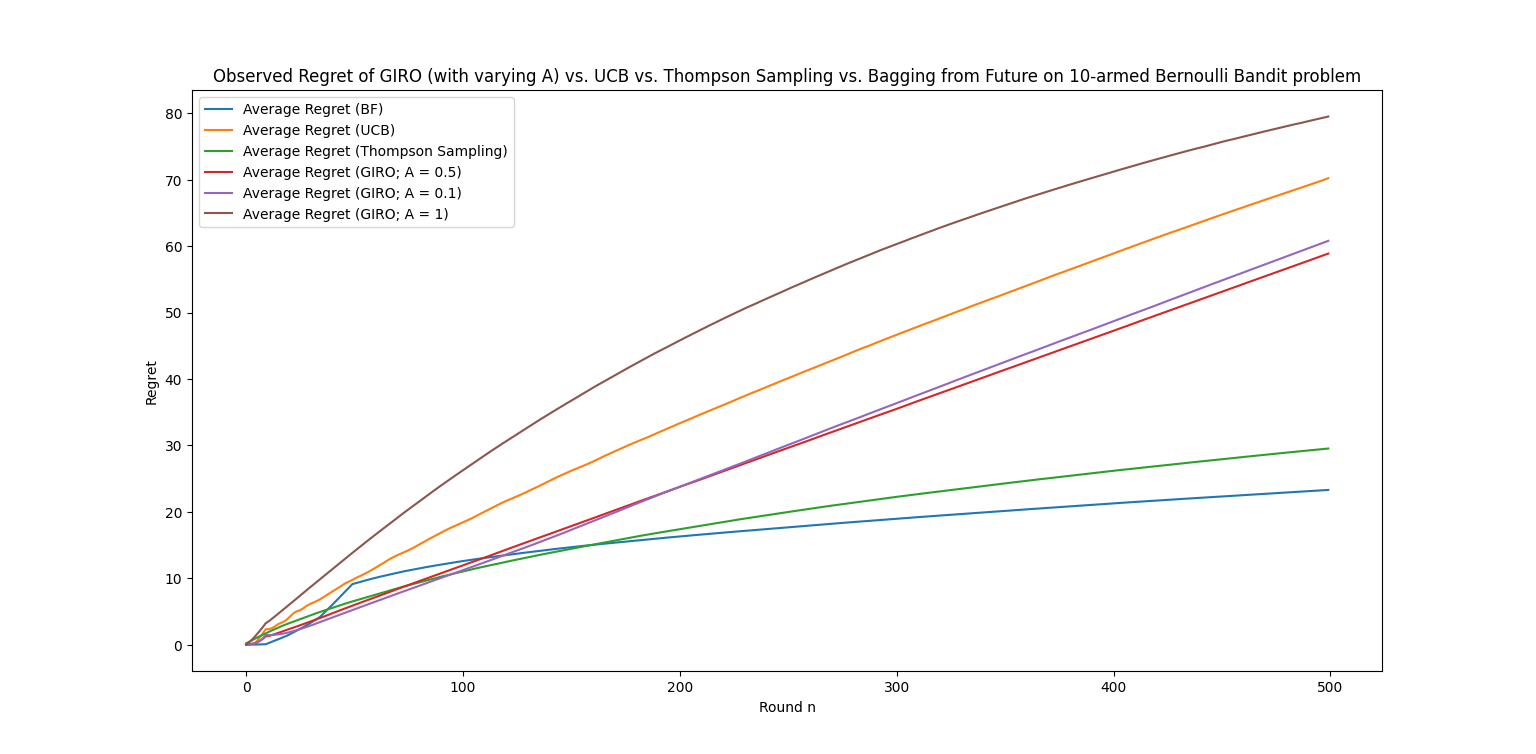 Observed Regret of GIRO (with varying A) vs. UCB vs. Thompson Sampling vs. Bagging from Future on 10-armed Bernoulli Bandit problem
Average Regret (BF)
Average Regret (UCB)
Average Regret (Thompson Sampling)
Average Regret (GIRO; A = 0.5)
Average Regret (GIRO; A = 0.1)
Average Regret (GIRO; A = 1)
80
70
60
50
40
30
20
10
0
Regret
0 100 200 300 400 500
Round n